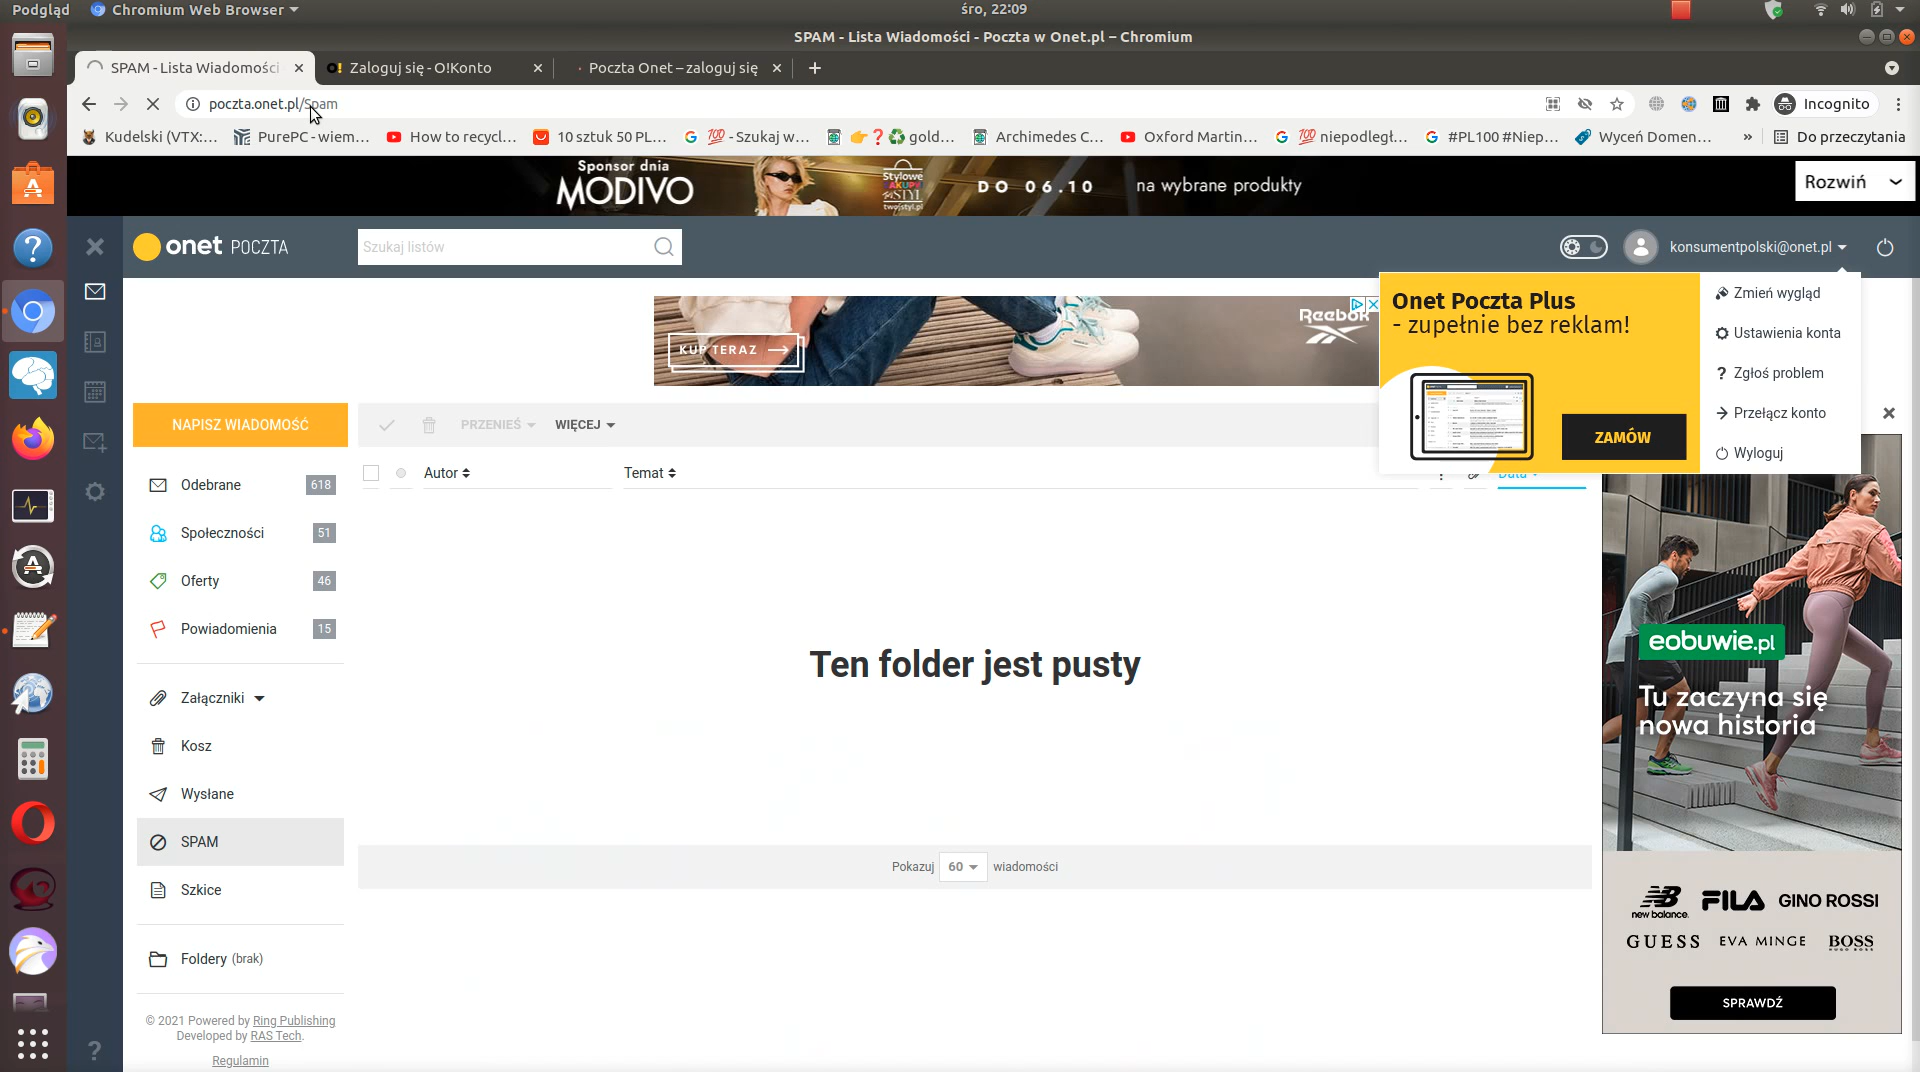 Podgląd
Chromium Web Browser
śro, 22:09
SPAM - Lista Wiadomości - Poczta w Onet.pl – Chromium
SPAM - Lista Wiadomości
Zaloguj się - O!Konto
Poczta Onet – zaloguj się
poczta.onet.pl/Spam
Incognito
Kudelski (VTX:...
PurePC - wiem...
How to recycl...
10 sztuk 50 PL...
💯 - Szukaj w...
👉❓♻ gold...
Archimedes C...
Oxford Martin...
💯 niepodległ...
#PL100 #Niep...
Wyceń Domen...
»
Do przeczytania
Sponsor dnia
MODIVO
Stylowe
ZAKUPY
twojstyl.pl
DO 06.10
na wybrane produkty
Rozwiń
onet POCZTA
Szukaj listów
konsumentpolski@onet.pl
KUP TERAZ
Reebok
Onet Poczta Plus
- zupełnie bez reklam!
ZAMÓW
Zmień wygląd
Ustawienia konta
? Zgłoś problem
Przełącz konto
Wyloguj
NAPISZ WIADOMOŚĆ
PRZENIEŚ
WIĘCEJ
Autor
Temat
Data
Odebrane 618
Społeczności 51
Oferty 46
Powiadomienia 15
Załączniki
Kosz
Wysłane
SPAM
Szkice
Foldery (brak)
© 2021 Powered by Ring Publishing
Developed by RAS Tech.
Regulamin
Ten folder jest pusty
Pokazuj 60 wiadomości
eobuwie.pl
Tu zaczyna się
nowa historia
new balance
FILA
GINO ROSSI
GUESS
EVA MINGE
BOSS
HUGO BOSS
SPRAWDŹ